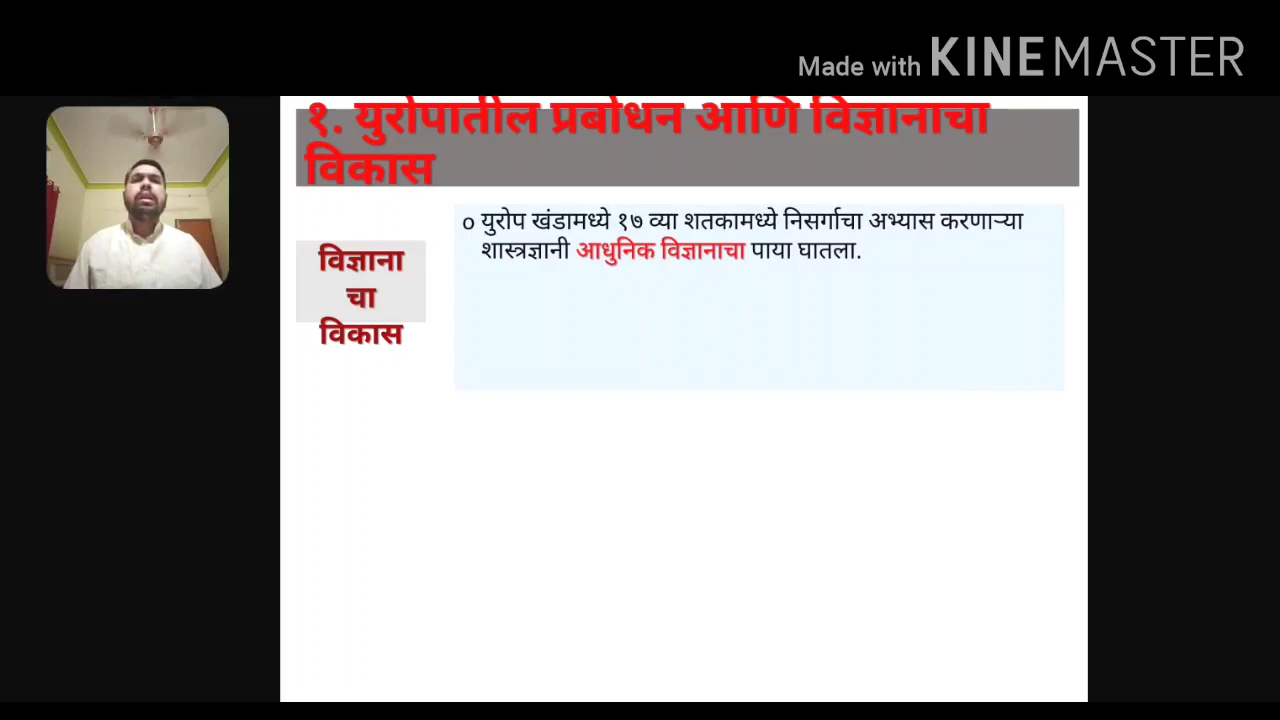 Made with KINEMASTER
१. युरोपातील प्रबोधन आणि विज्ञानाचा
विकास
विज्ञाना
चा
विकास
o युरोप खंडामध्ये १७ व्या शतकामध्ये निसर्गाचा अभ्यास करणाऱ्या
शास्त्रज्ञानी आधुनिक विज्ञानाचा पाया घातला.